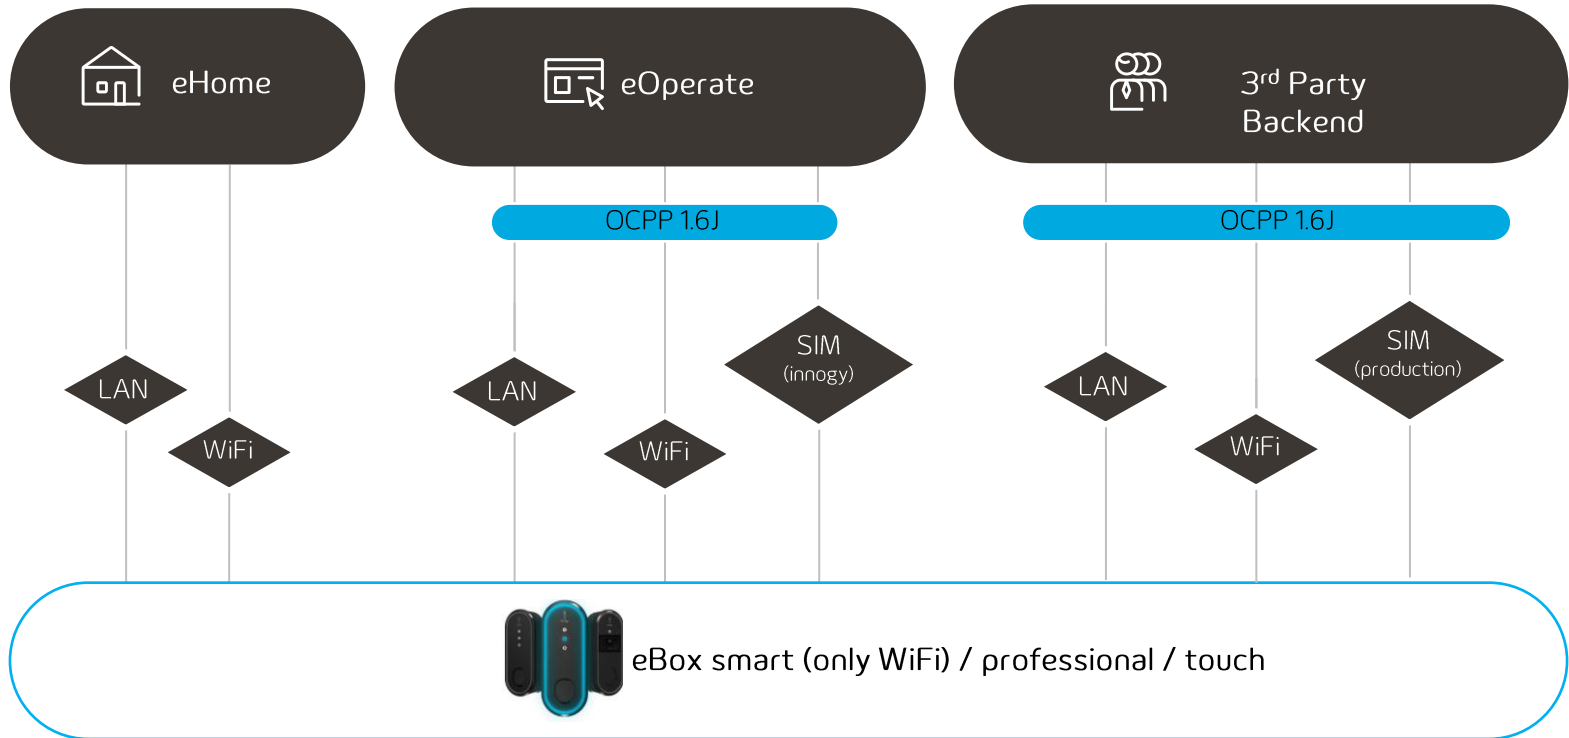 eHome
eOperate
3rd Party
Backend
OCPP 1.6J
OCPP 1.6J
LAN
WiFi
LAN
WiFi
SIM
(innogy)
LAN
WiFi
SIM
(production)
eBox smart (only WiFi) / professional / touch